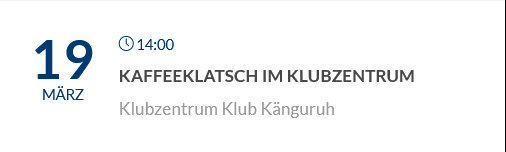 19
MÄRZ
14:00
KAFFEEKLATSCH IM KLUBZENTRUM
Klubzentrum Klub Känguruh